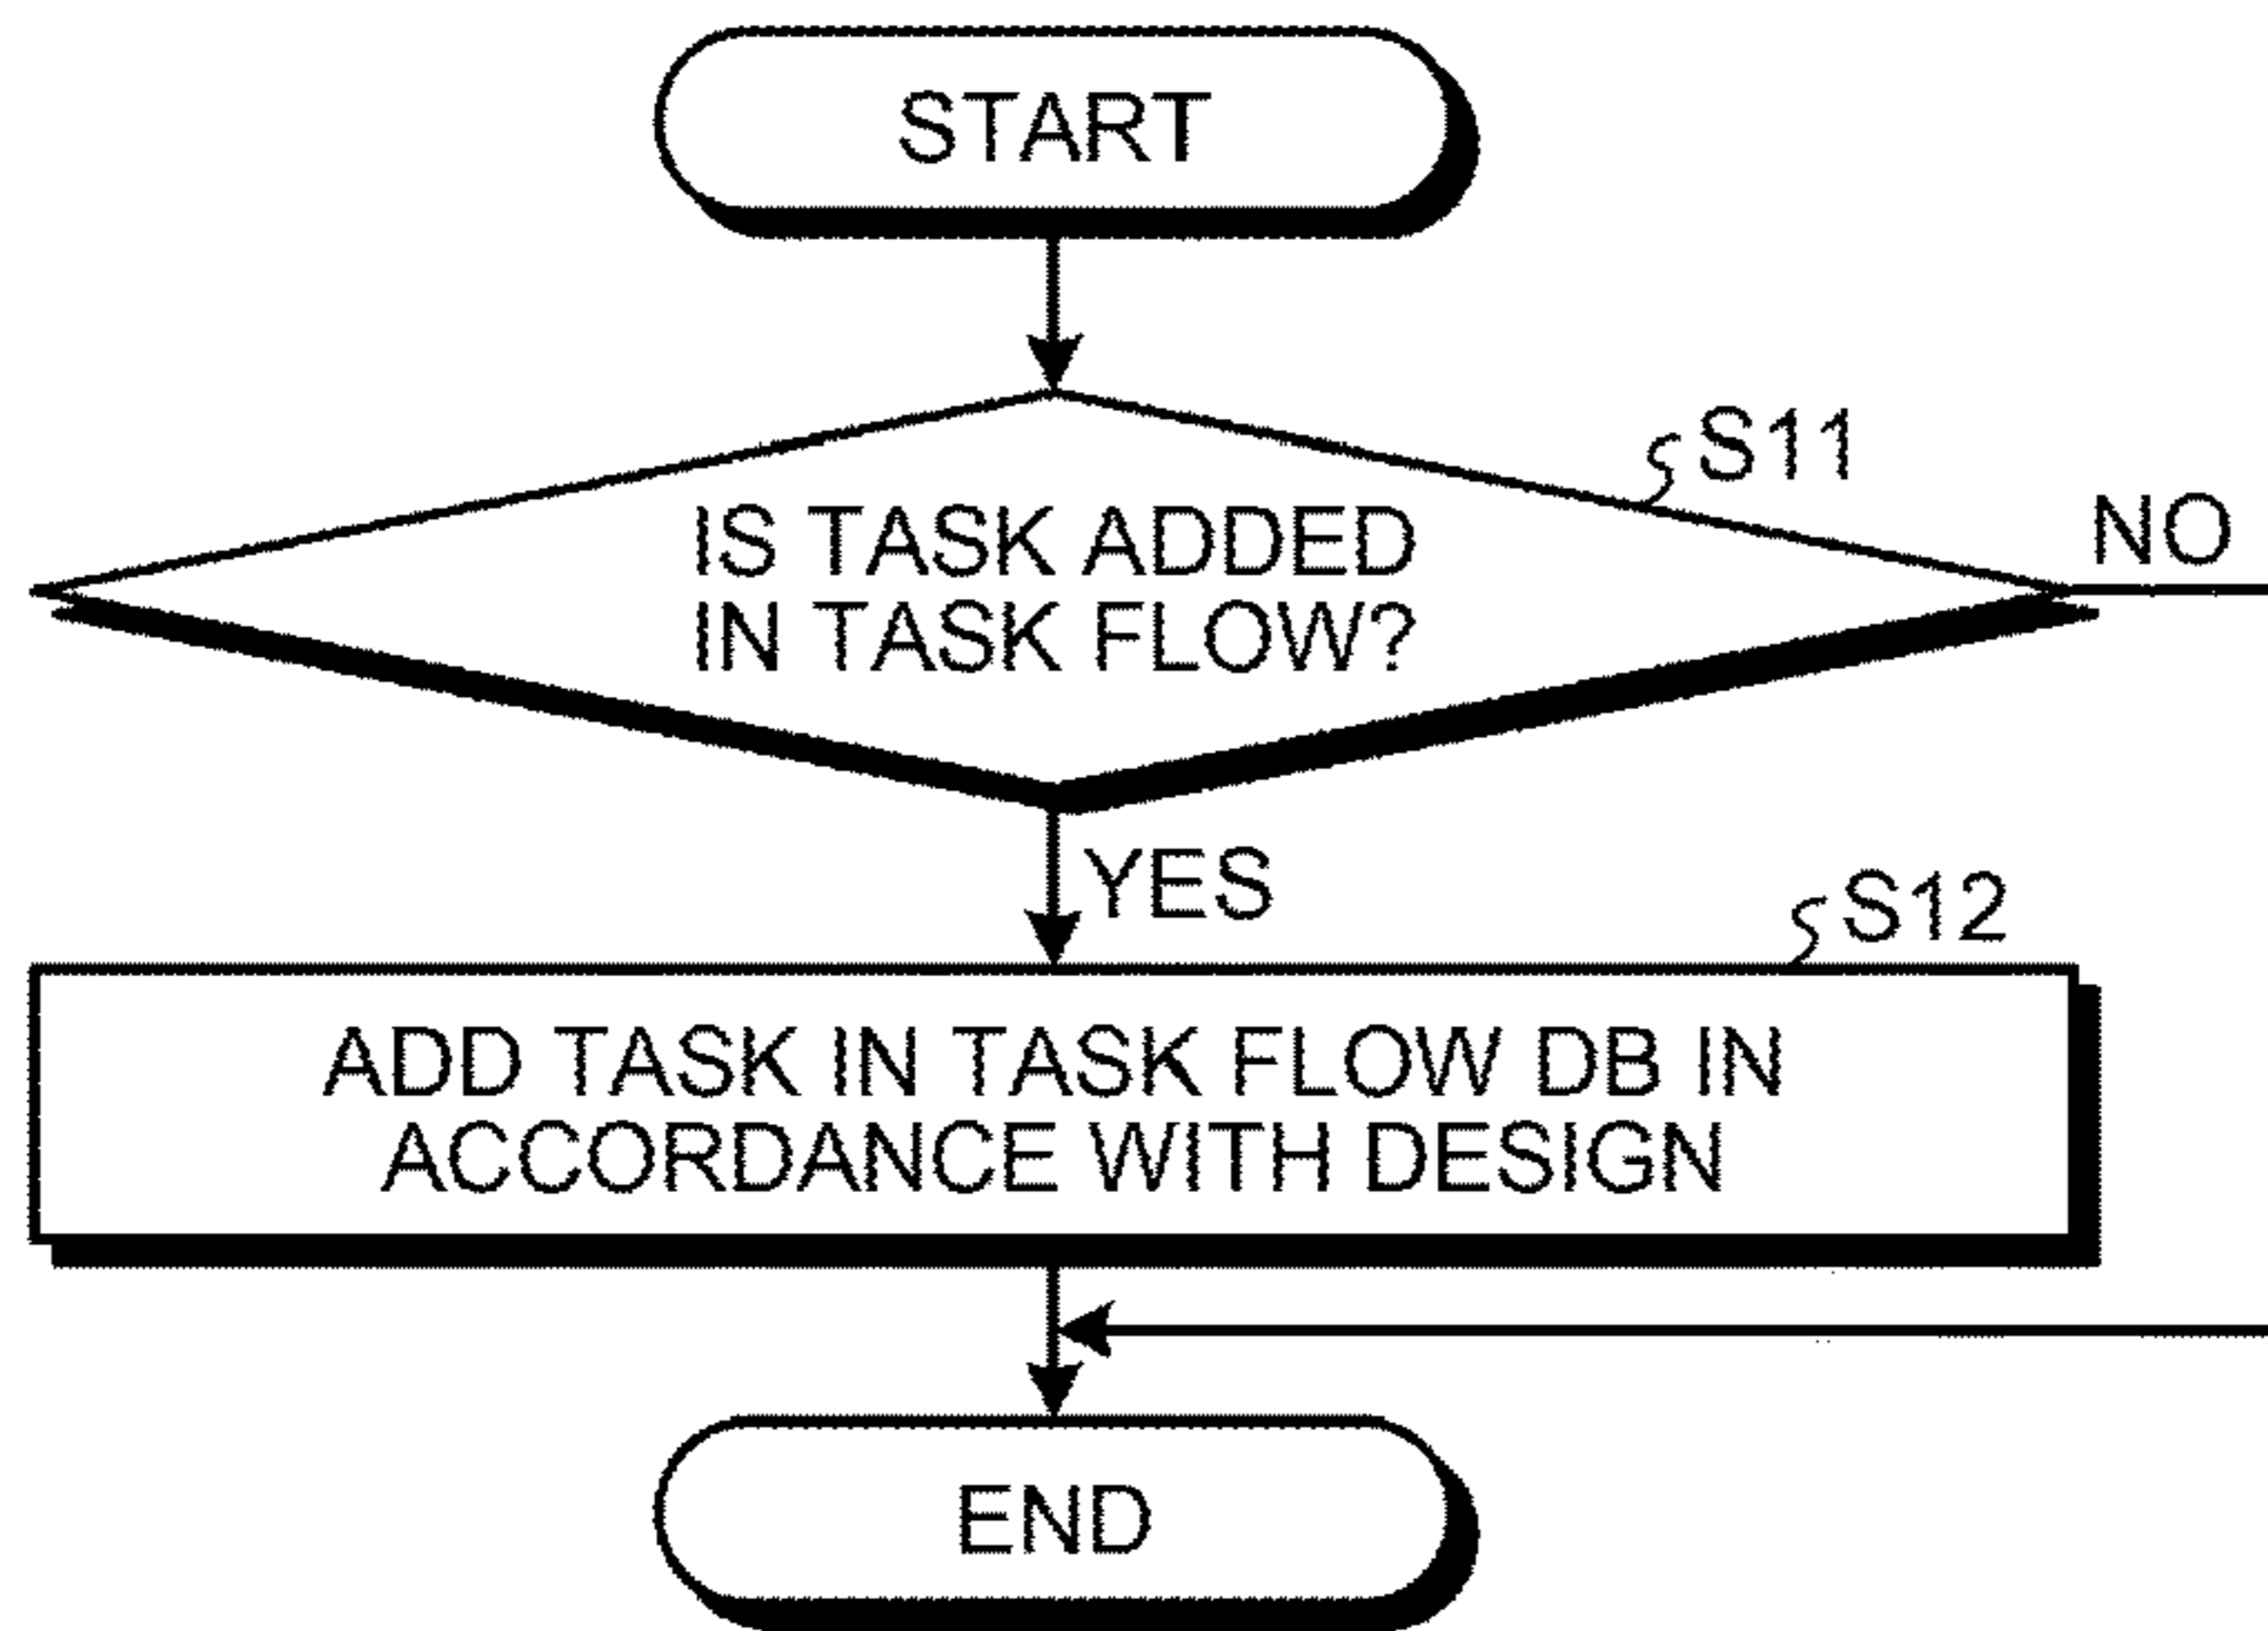 START
S11
IS TASK ADDED
IN TASK FLOW?
NO
YES
S12
ADD TASK IN TASK FLOW DB IN
ACCORDANCE WITH DESIGN
END